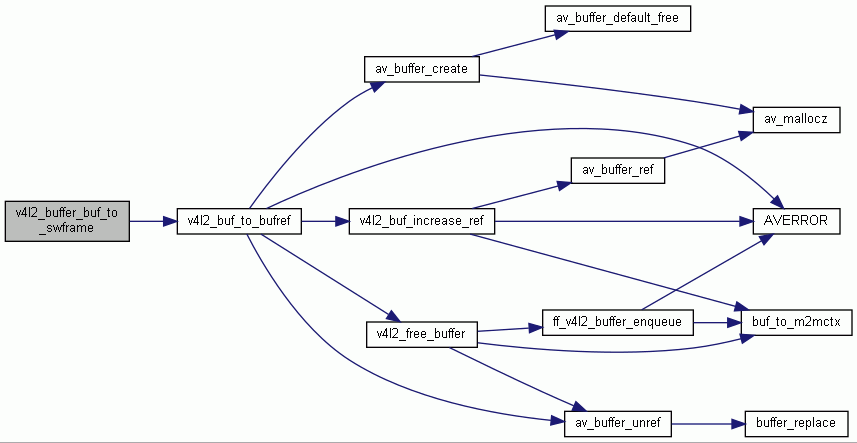 av_buffer_default_free
av_buffer_create
av_mallocz
av_buffer_ref
v4l2_buffer_buf_to
_swframe
v4l2_buf_to_bufref
v4l2_buf_increase_ref
AVERROR
v4l2_free_buffer
ff_v4l2_buffer_enqueue
buf_to_m2mctx
av_buffer_unref
buffer_replace